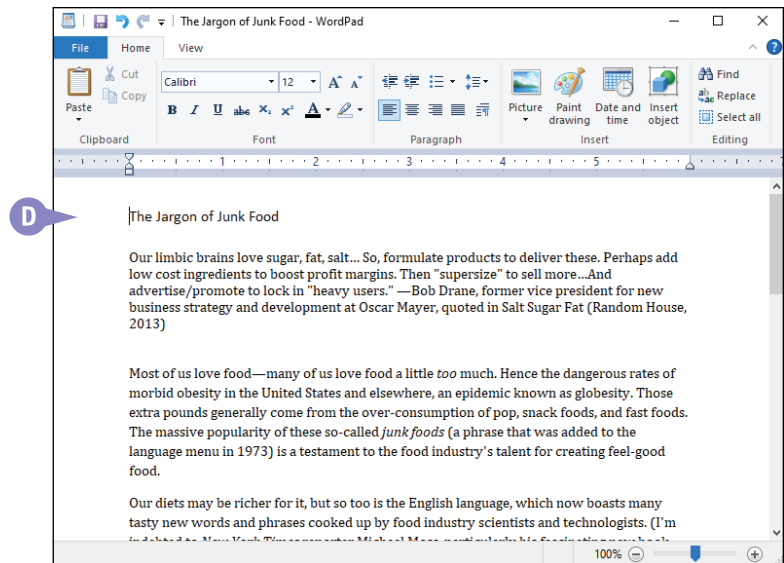 The Jargon of Junk Food - WordPad
File Home View
Cut
Copy
Paste
Calibri 12 A A
B I U abc X₂ X² A
Picture Paint drawing Date and time Insert object
Find
Replace
Select all
Clipboard Font Paragraph Insert Editing
1 2 3 4 5
D
The Jargon of Junk Food
Our limbic brains love sugar, fat, salt… So, formulate products to deliver these. Perhaps add
low cost ingredients to boost profit margins. Then "supersize" to sell more…And
advertise/promote to lock in "heavy users." —Bob Drane, former vice president for new
business strategy and development at Oscar Mayer, quoted in Salt Sugar Fat (Random House,
2013)
Most of us love food—many of us love food a little too much. Hence the dangerous rates of
morbid obesity in the United States and elsewhere, an epidemic known as globesity. Those
extra pounds generally come from the over-consumption of pop, snack foods, and fast foods.
The massive popularity of these so-called junk foods (a phrase that was added to the
language menu in 1973) is a testament to the food industry's talent for creating feel-good
food.
Our diets may be richer for it, but so too is the English language, which now boasts many
tasty new words and phrases cooked up by food industry scientists and technologists. (I'm
100%